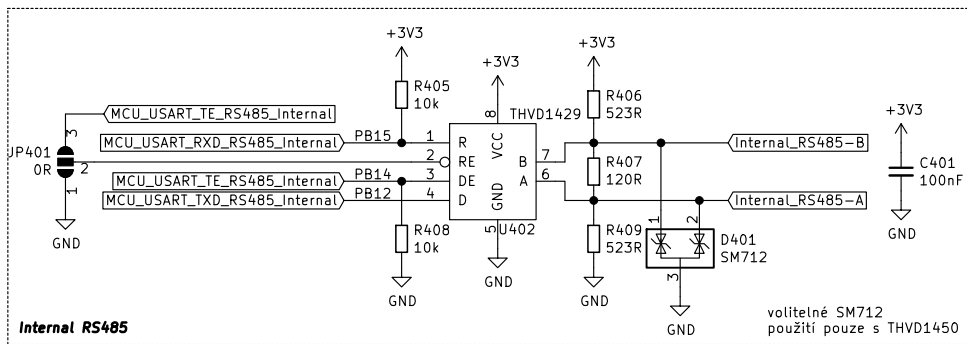 +3V3
+3V3
+3V3
+3V3
R405
10k
R406
523R
THVD1429
8
VCC
MCU_USART_TE_RS485_Internal
MCU_USART_RXD_RS485_Internal
PB15
1
R
JP401
0R
3
2
1
2
RE
MCU_USART_TE_RS485_Internal
PB14
3
DE
MCU_USART_TXD_RS485_Internal
PB12
4
D
GND
5
U402
B
7
A
6
R407
120R
Internal_RS485-B
Internal_RS485-A
C401
100nF
GND
R408
10k
GND
GND
R409
523R
GND
1
2
3
D401
SM712
GND
GND
Internal RS485
volitelné SM712
použití pouze s THVD1450